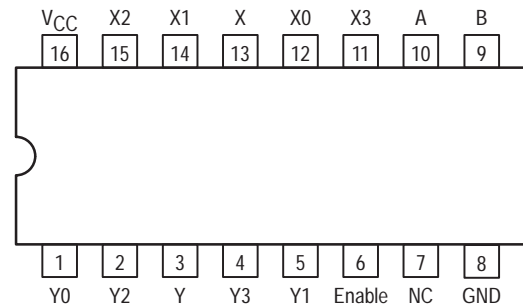 VCC X2 X1 X X0 X3 A B
16 15 14 13 12 11 10 9
1 2 3 4 5 6 7 8
Y0 Y2 Y Y3 Y1 Enable NC GND